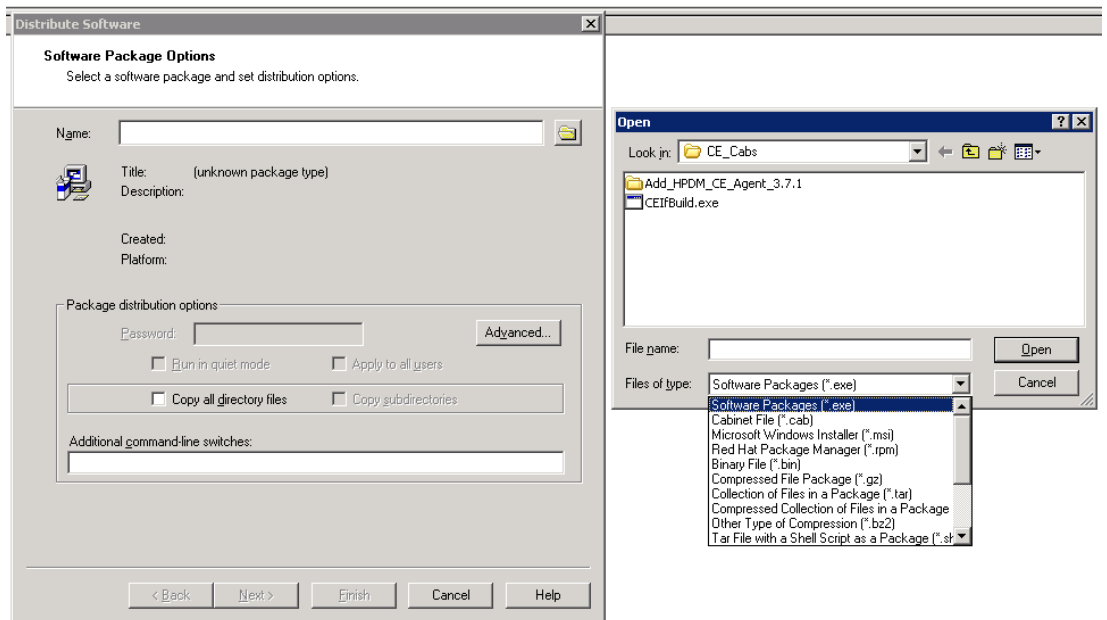 Distribute Software
Software Package Options
Select a software package and set distribution options.
Name:
Title: (unknown package type)
Description:
Created:
Platform:
Package distribution options
Password:
Advanced...
Run in quiet mode
Apply to all users
Copy all directory files
Copy subdirectories
Additional command-line switches:
< Back
Next >
Finish
Cancel
Help
Open
Look in: CE_Cabs
Add_HPDM_CE_Agent_3.7.1
CEIfBuild.exe
File name:
Open
Files of type: Software Packages (*.exe)
Cancel
Software Packages (*.exe)
Cabinet File (*.cab)
Microsoft Windows Installer (*.msi)
Red Hat Package Manager (*.rpm)
Binary File (*.bin)
Compressed File Package (*.gz)
Collection of Files in a Package (*.tar)
Compressed Collection of Files in a Package
Other Type of Compression (*.bz2)
Tar File with a Shell Script as a Package (*.sh